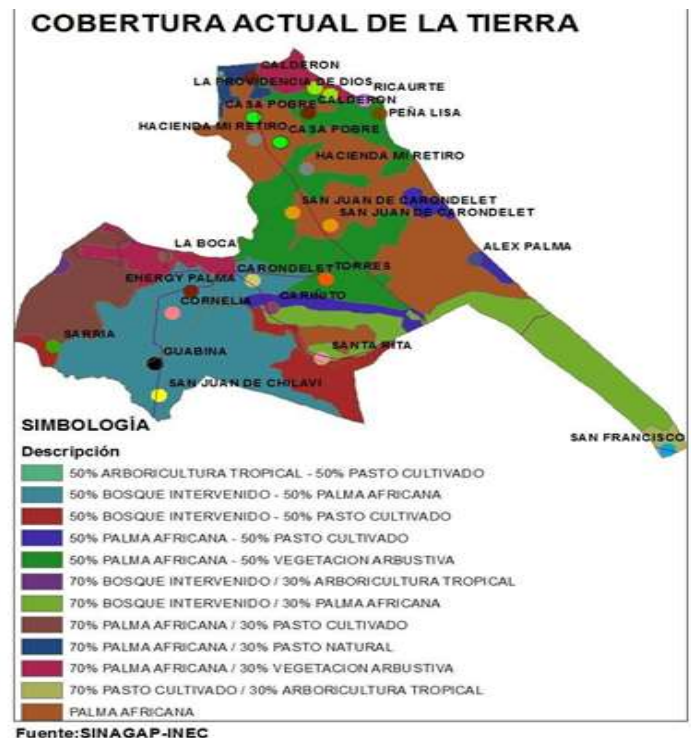 COBERTURA ACTUAL DE LA TIERRA
CALDERON
LA PROVIDENCIA DE DIOS
RICAURTE
CASA POBRE
CALDERON
PEÑA LISA
HACIENDA MI RETIRO
CASA POBRE
HACIENDA MI RETIRO
SAN JUAN DE CARONDELET
SAN JUAN DE CARONDELET
LA BOCA
ALEX PALMA
CARONDELET
TORRES
ENERGY PALMA
CORNELIA
CARIÑITO
SARRIA
SANTA RITA
GUABINA
SAN JUAN DE CHILAVI
SAN FRANCISCO
SIMBOLOGÌA
Descripción
50% ARBORICULTURA TROPICAL - 50% PASTO CULTIVADO
50% BOSQUE INTERVENIDO - 50% PALMA AFRICANA
50% BOSQUE INTERVENIDO - 50% PASTO CULTIVADO
50% PALMA AFRICANA - 50% PASTO CULTIVADO
50% PALMA AFRICANA - 50% VEGETACION ARBUSTIVA
70% BOSQUE INTERVENIDO / 30% ARBORICULTURA TROPICAL
70% BOSQUE INTERVENIDO / 30% PALMA AFRICANA
70% PALMA AFRICANA / 30% PASTO CULTIVADO
70% PALMA AFRICANA / 30% PASTO NATURAL
70% PALMA AFRICANA / 30% VEGETACION ARBUSTIVA
70% PASTO CULTIVADO / 30% ARBORICULTURA TROPICAL
PALMA AFRICANA
Fuente:SINAGAP-INEC